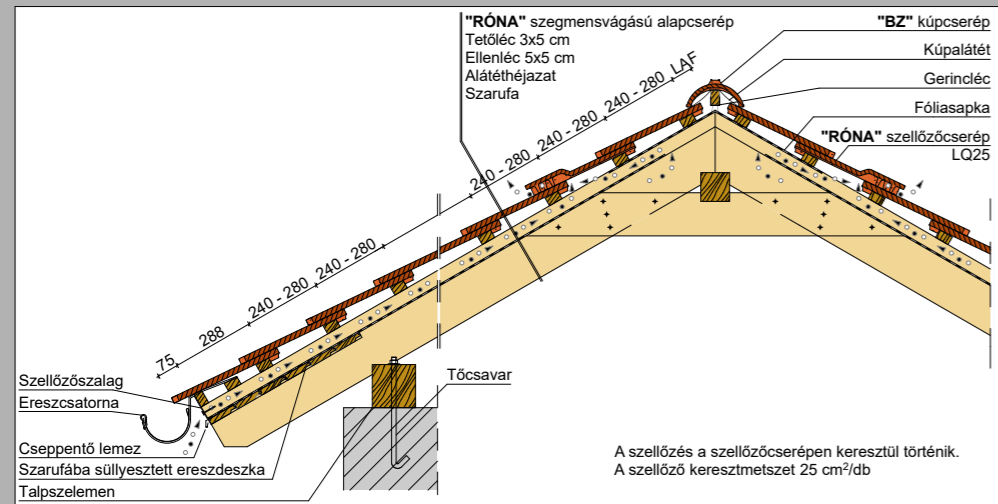 "RÓNA" szegmensvágású alapcserép
Tetőléc 3x5 cm
Ellenléc 5x5 cm
Alátéthéjazat
Szarufa
"BZ" kúpcserép
Kúpalátét
Gerincléc
Fóliasapka
"RÓNA" szellőzőcserép
LQ25
75
288
240 - 280
240 - 280
240 - 280
240 - 280
240 - 280
LAF
Szellőzőszalag
Ereszcsatorna
Cseppentő lemez
Szarufába süllyesztett ereszdeszka
Talpszelemen
Tőcsavar
A szellőzés a szellőzőcserépen keresztül történik.
A szellőző keresztmetszet 25 cm²/db